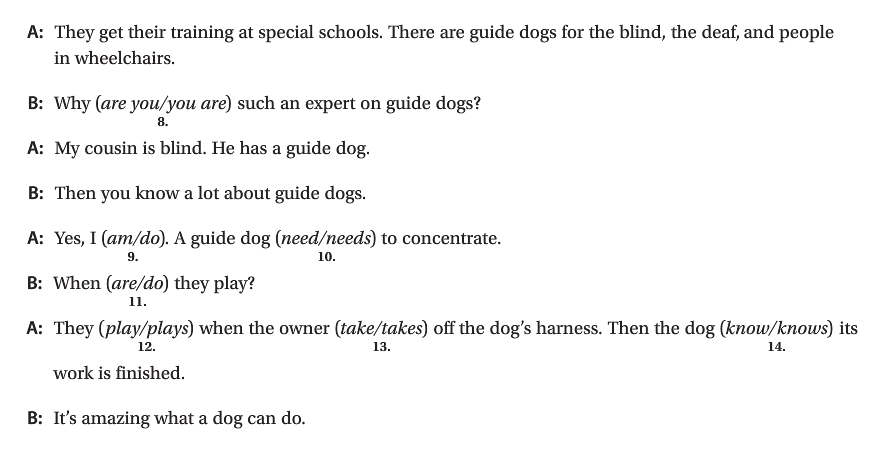 A: They get their training at special schools. There are guide dogs for the blind, the deaf, and people
in wheelchairs.
B: Why (are you/you are) such an expert on guide dogs?
8.
A: My cousin is blind. He has a guide dog.
B: Then you know a lot about guide dogs.
A: Yes, I (am/do). A guide dog (need/needs) to concentrate.
9. 10.
B: When (are/do) they play?
11.
A: They (play/plays) when the owner (take/takes) off the dog’s harness. Then the dog (know/knows) its
12. 13. 14.
work is finished.
B: It’s amazing what a dog can do.